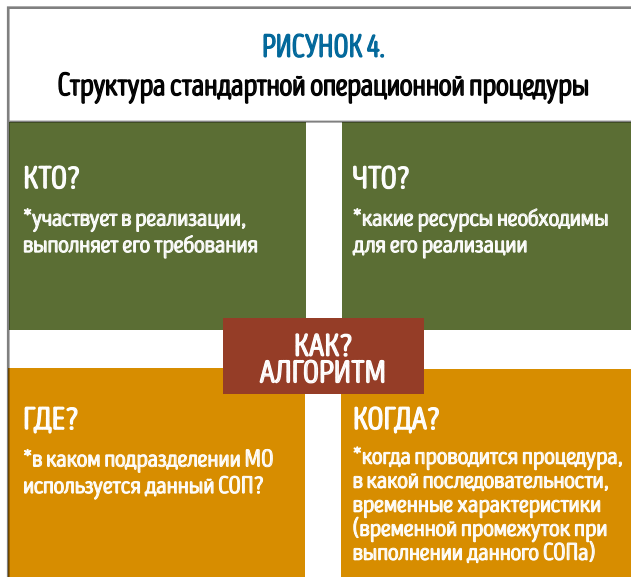 РИСУНОК 4.
Структура стандартной операционной процедуры
КТО?
*участвует в реализации,
выполняет его требования
ЧТО?
*какие ресурсы необходимы
для его реализации
КАК?
АЛГОРИТМ
ГДЕ?
*в каком подразделении МО
используется данный СОП?
КОГДА?
*когда проводится процедура,
в какой последовательности,
временные характеристики
(временной промежуток при
выполнении данного СОПа)